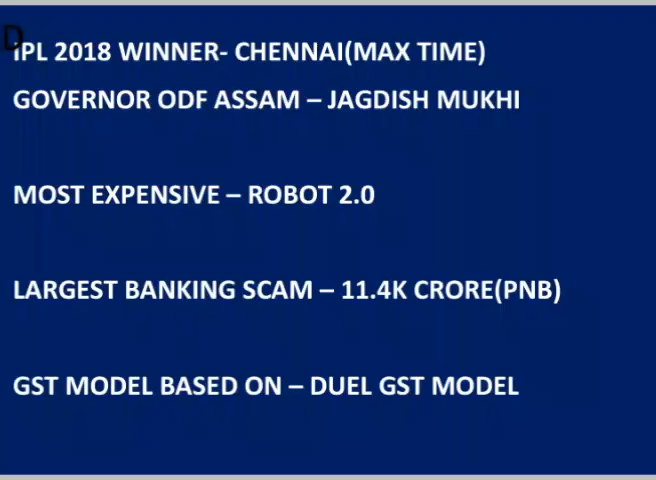 D
IPL 2018 WINNER- CHENNAI(MAX TIME)
GOVERNOR ODF ASSAM – JAGDISH MUKHI
MOST EXPENSIVE – ROBOT 2.0
LARGEST BANKING SCAM – 11.4K CRORE(PNB)
GST MODEL BASED ON – DUEL GST MODEL